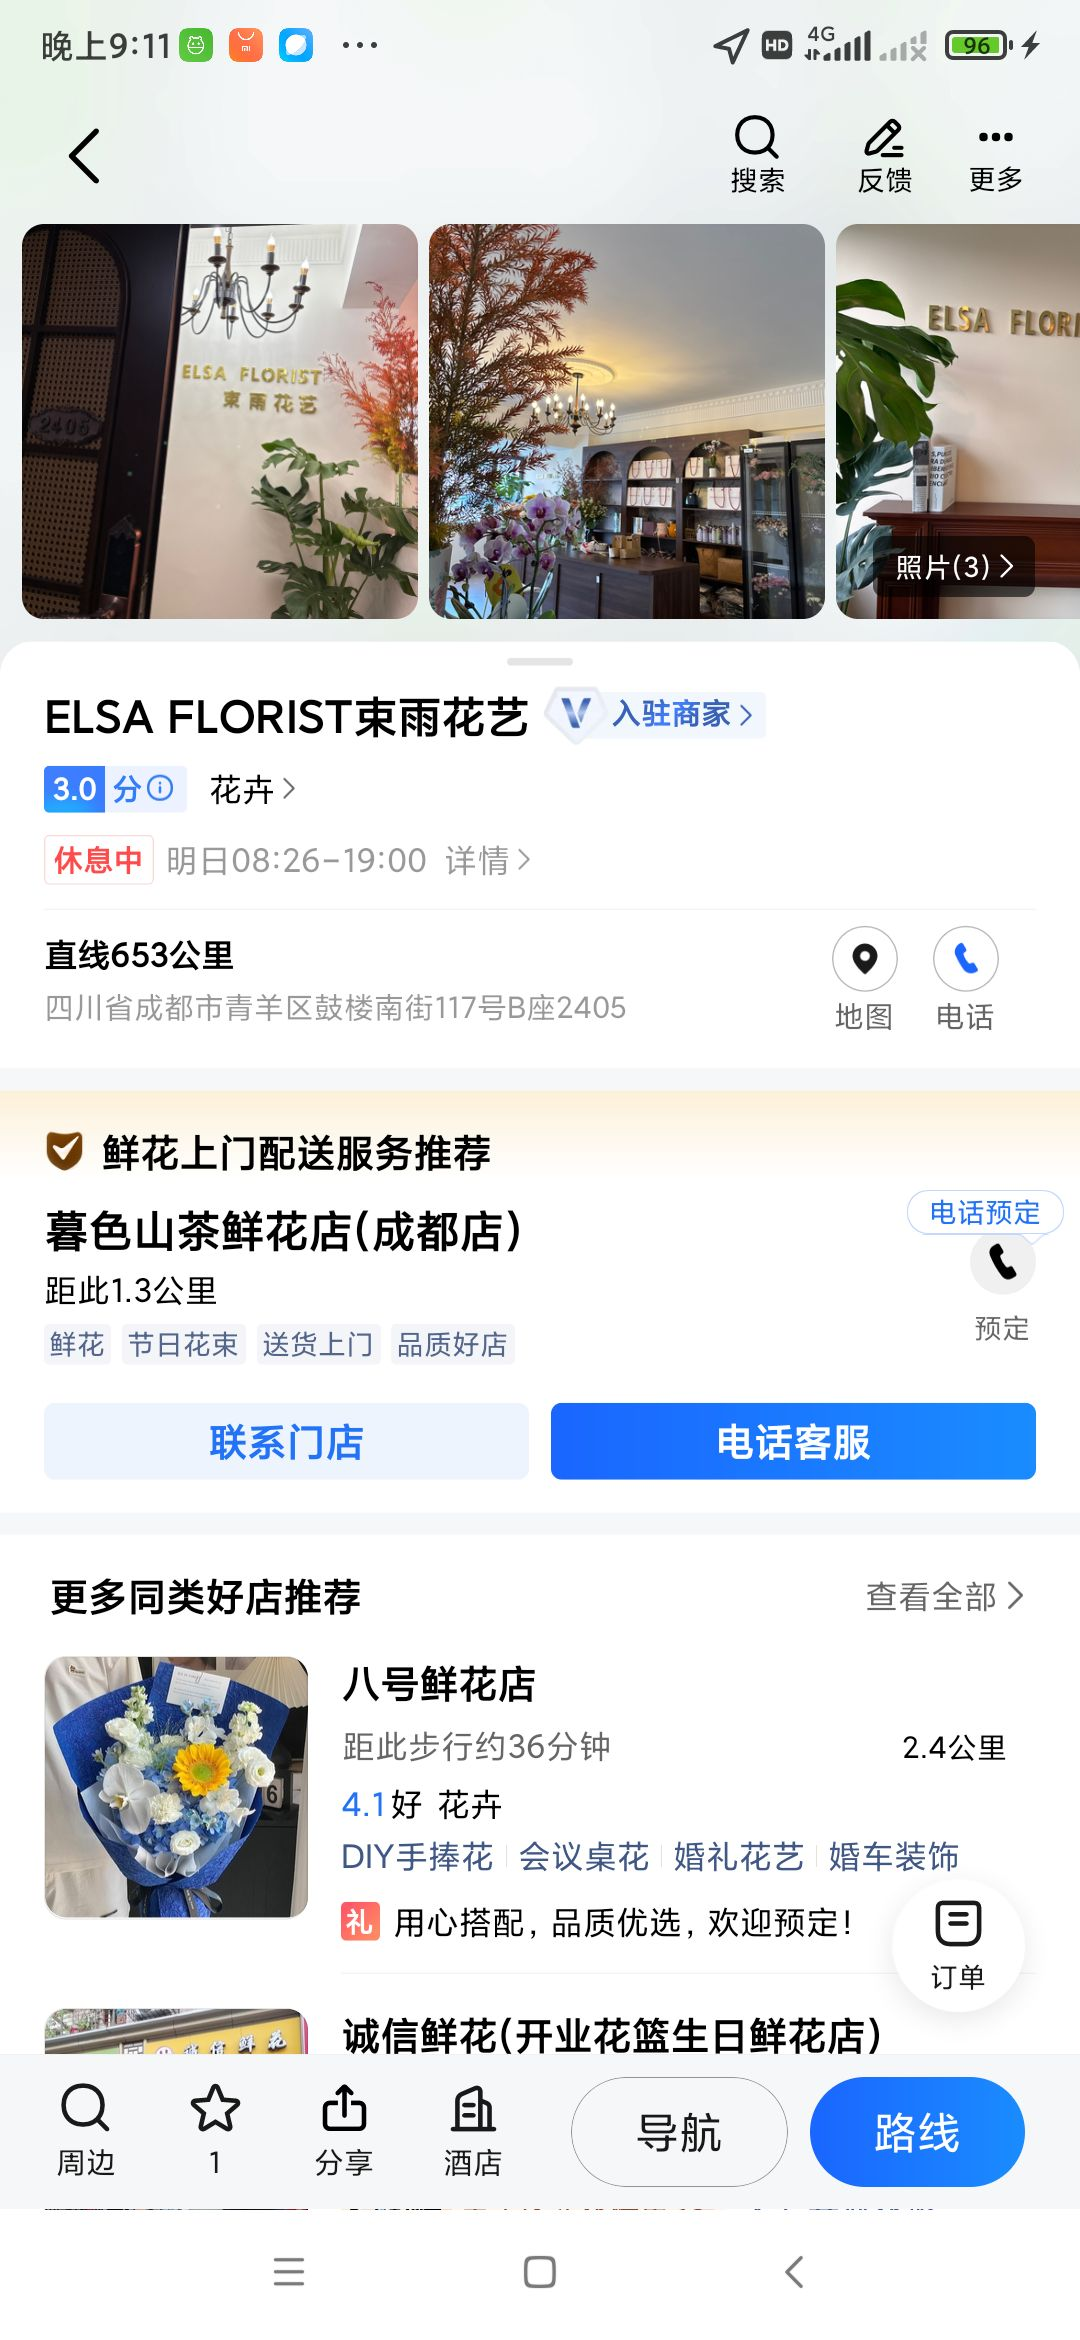 晚上9:11
HD
4G
96
搜索
反馈
更多
ELSA FLORIST
束雨花艺
2405
ELSA FLORI
照片(3)
ELSA FLORIST束雨花艺
入驻商家
3.0分
花卉
休息中 明日08:26-19:00 详情
直线653公里
四川省成都市青羊区鼓楼南街117号B座2405
地图
电话
鲜花上门配送服务推荐
暮色山茶鲜花店(成都店)
电话预定
距此1.3公里
预定
鲜花 节日花束 送货上门 品质好店
联系门店
电话客服
更多同类好店推荐
查看全部
八号鲜花店
距此步行约36分钟
2.4公里
4.1好 花卉
DIY手捧花 会议桌花 婚礼花艺 婚车装饰
礼 用心搭配, 品质优选, 欢迎预定!
订单
诚信鲜花(开业花篮生日鲜花店)
周边
1
分享
酒店
导航
路线